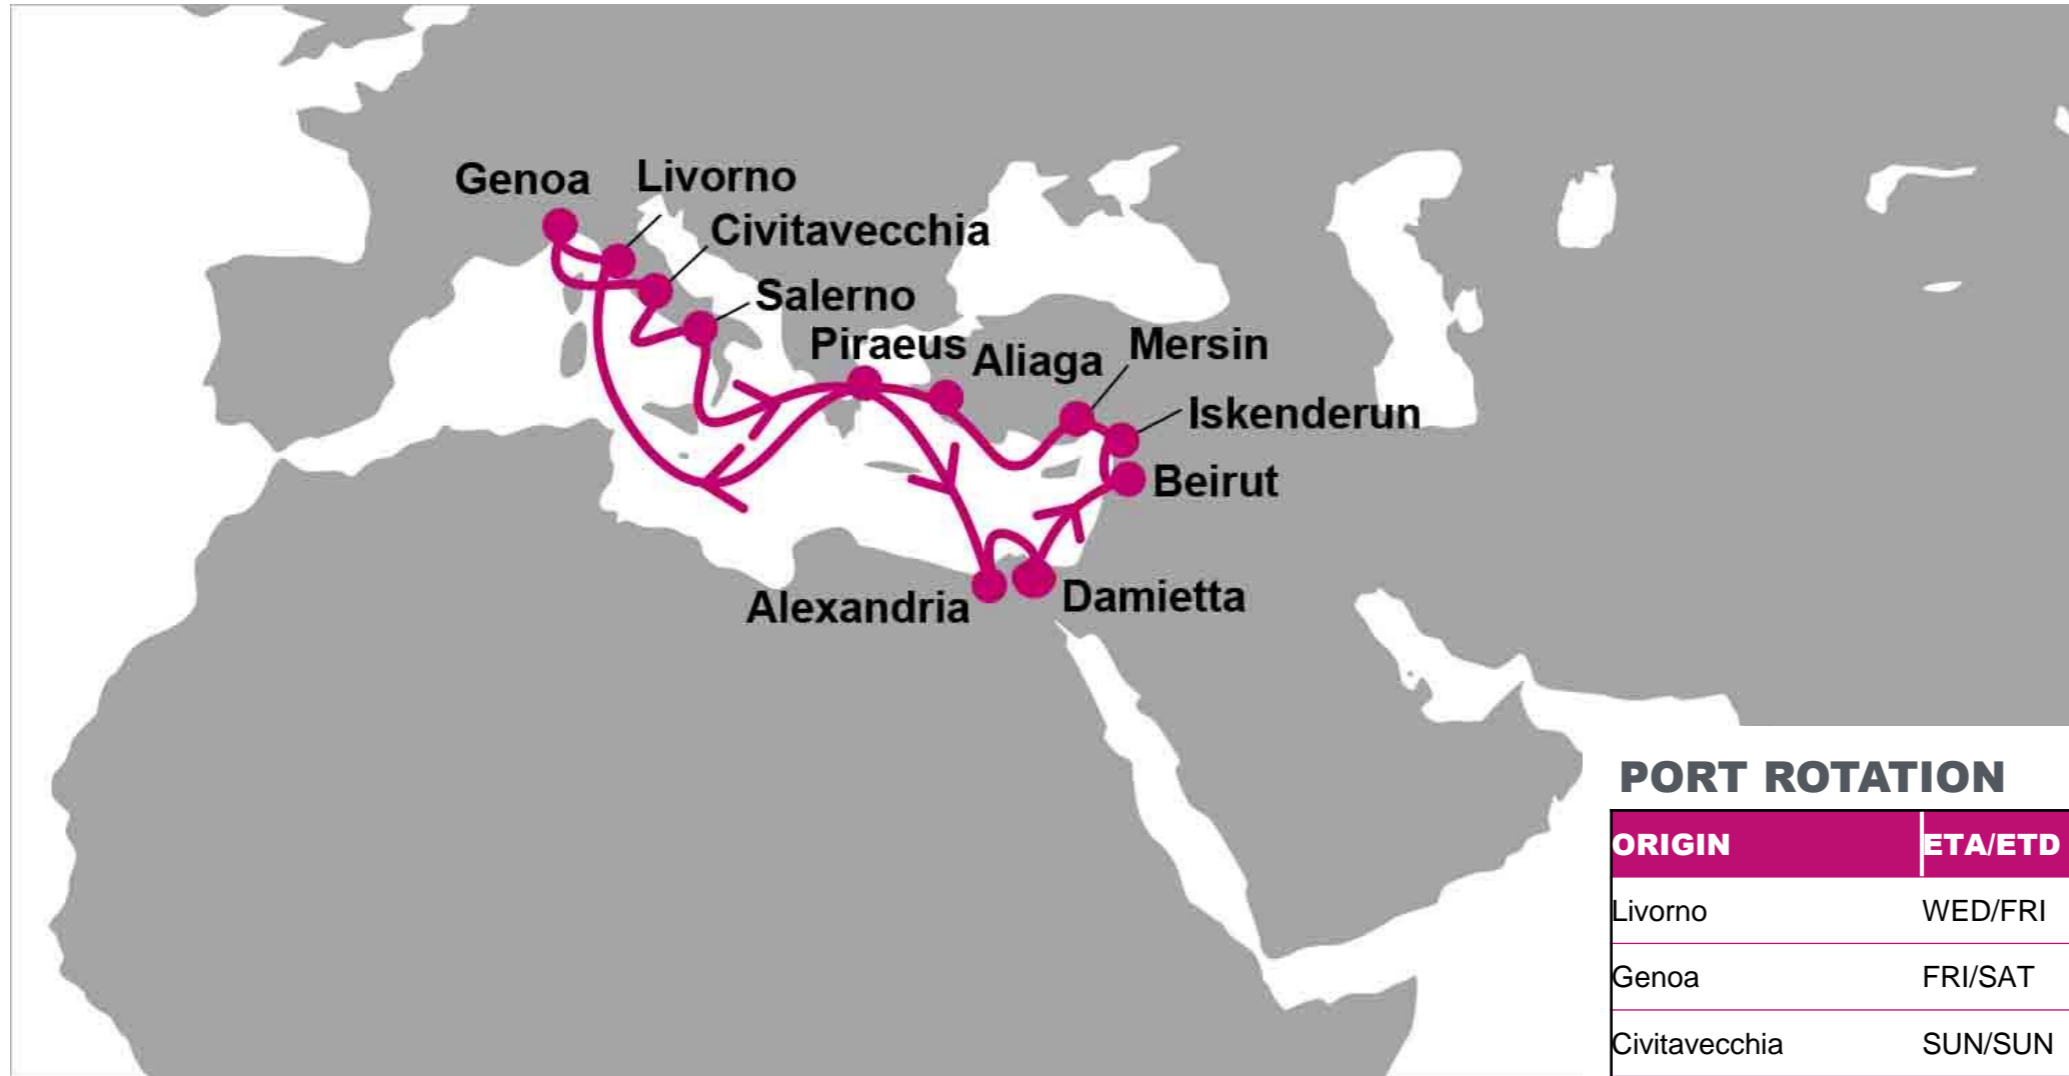 Genoa
Livorno
Civitavecchia
Salerno
Piraeus
Aliaga
Mersin
Iskenderun
Beirut
Alexandria
Damietta
PORT ROTATION
ORIGIN ETA/ETD
Livorno WED/FRI
Genoa FRI/SAT
Civitavecchia SUN/SUN